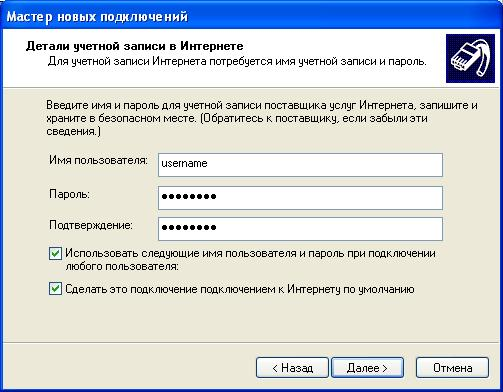 Мастер новых подключений
Детали учетной записи в Интернете
Для учетной записи Интернета потребуется имя учетной записи и пароль.
Введите имя и пароль для учетной записи поставщика услуг Интернета, запишите и
храните в безопасном месте. (Обратитесь к поставщику, если забыли эти
сведения.)
Имя пользователя: username
Пароль: ●●●●●●●●
Подтверждение: ●●●●●●●●
Использовать следующие имя пользователя и пароль при подключении
любого пользователя:
Сделать это подключение подключением к Интернету по умолчанию
< Назад Далее > Отмена